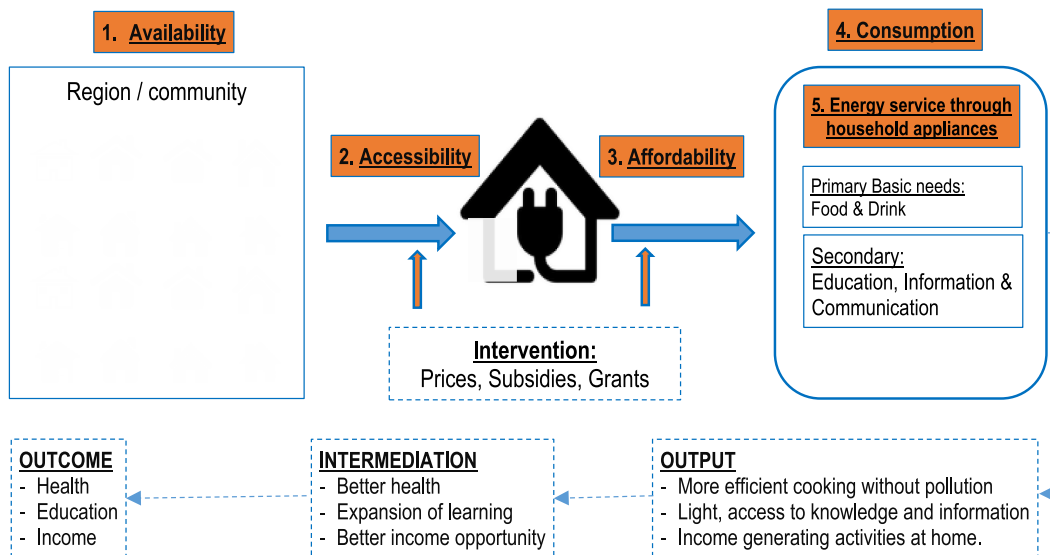 1. Availability
Region / community
2. Accessibility
3. Affordability
Intervention:
Prices, Subsidies, Grants
4. Consumption
5. Energy service through
household appliances
Primary Basic needs:
Food & Drink
Secondary:
Education, Information &
Communication
OUTCOME
- Health
- Education
- Income
INTERMEDIATION
- Better health
- Expansion of learning
- Better income opportunity
OUTPUT
- More efficient cooking without pollution
- Light, access to knowledge and information
- Income generating activities at home.